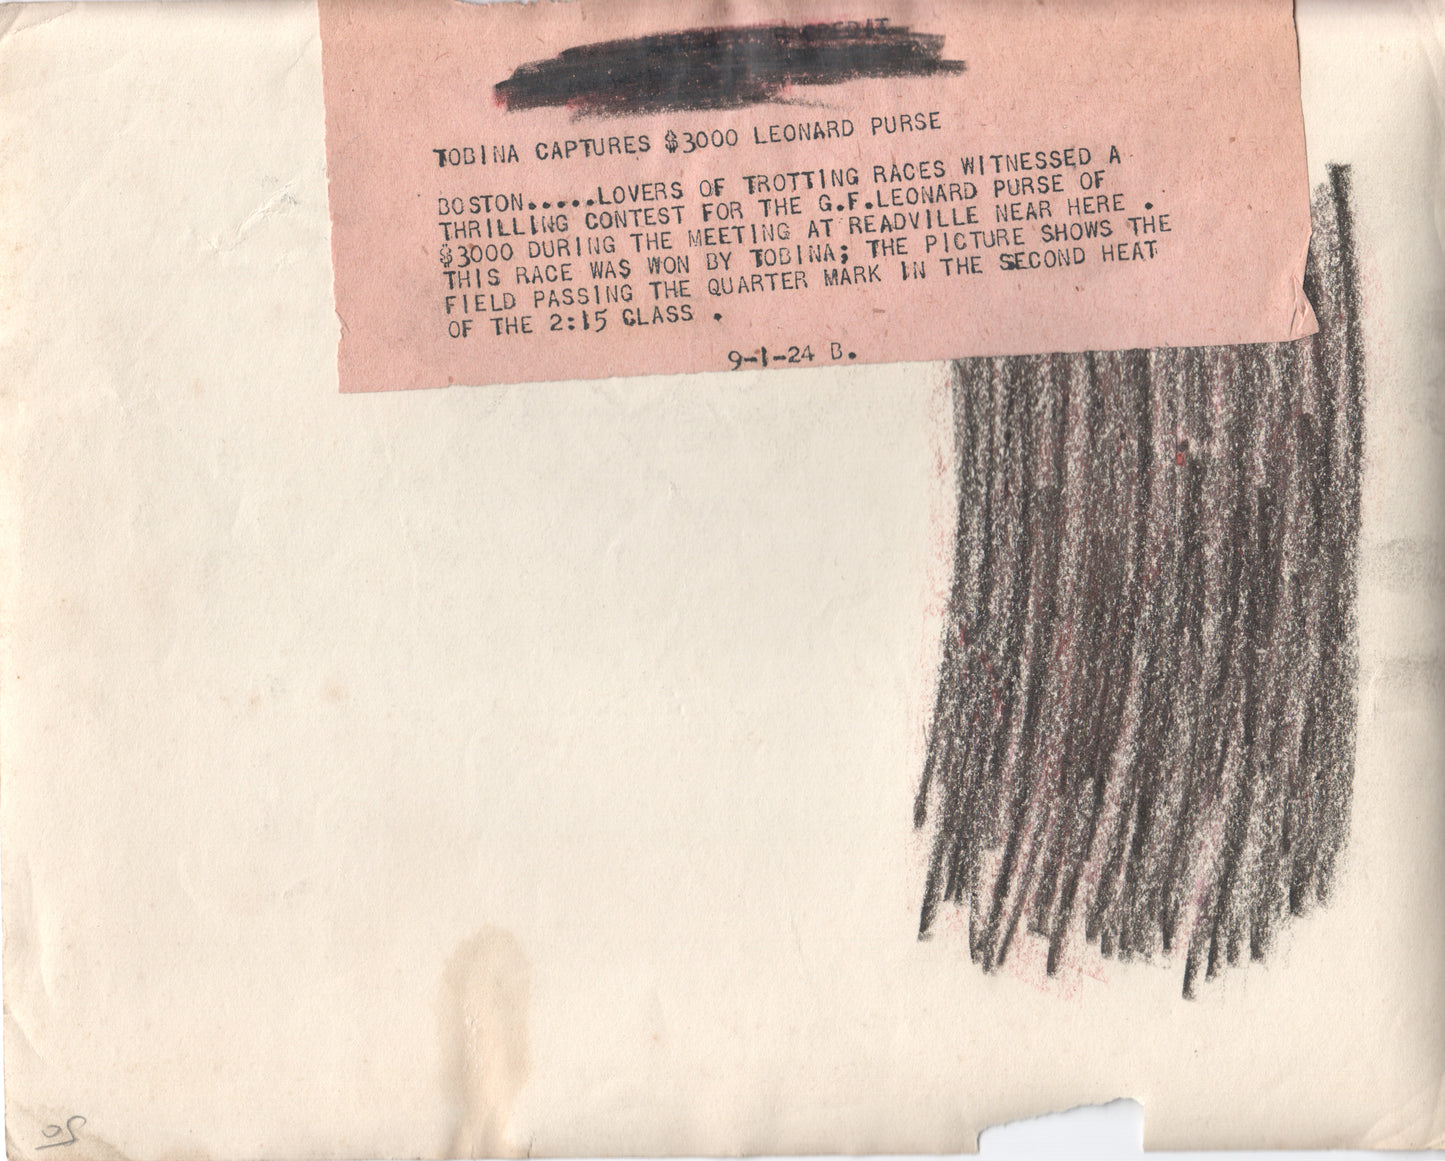 TOBINA CAPTURES $3000 LEONARD PURSE
BOSTON.....LOVERS OF TROTTING RACES WITNESSED A
THRILLING CONTEST FOR THE G.F.LEONARD PURSE OF
$3000 DURING THE MEETING AT READVILLE NEAR HERE .
THIS RACE WAS WON BY TOBINA; THE PICTURE SHOWS THE
FIELD PASSING THE QUARTER MARK IN THE SECOND HEAT
OF THE 2:15 CLASS .
9-1-24 B.